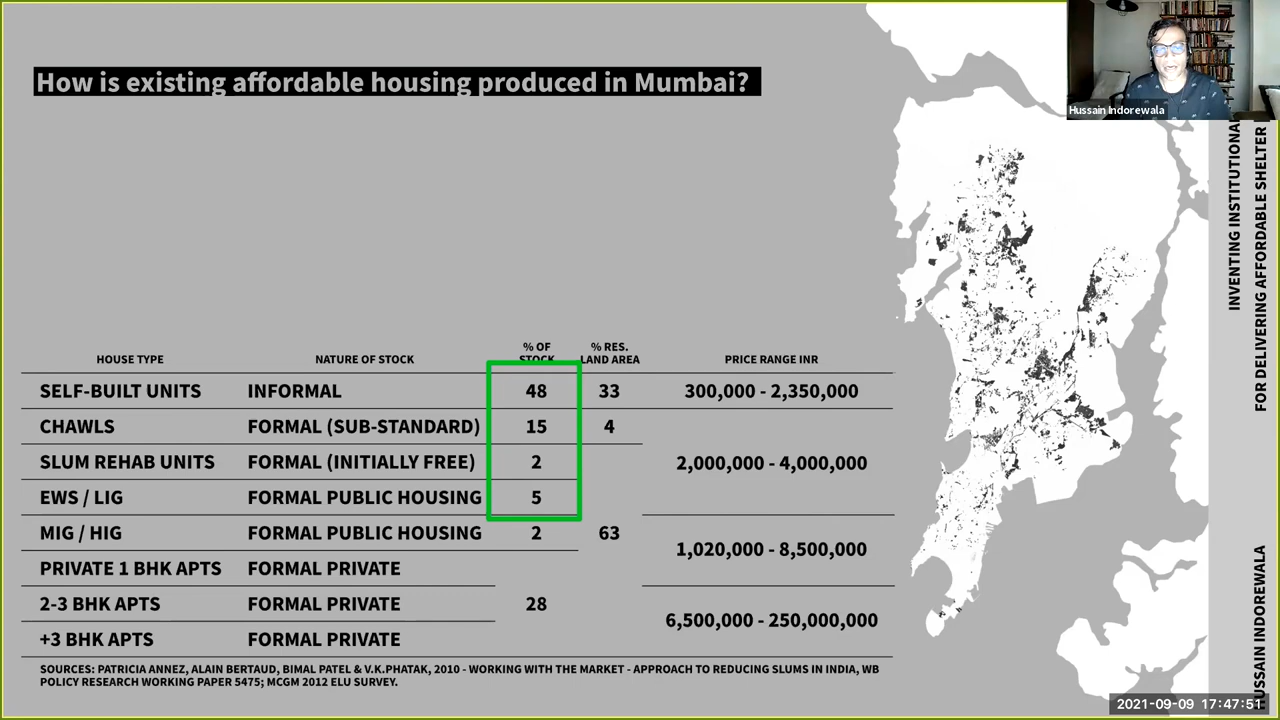 How is existing affordable housing produced in Mumbai?
Hussain Indorewala
INVENTING INSTITUTIONAL
FOR DELIVERING AFFORDABLE SHELTER
HUSSAIN INDOREWALA
HOUSE TYPE NATURE OF STOCK % OF STOCK % RES. LAND AREA PRICE RANGE INR
SELF-BUILT UNITS INFORMAL 48 33 300,000 - 2,350,000
CHAWLS FORMAL (SUB-STANDARD) 15 4
SLUM REHAB UNITS FORMAL (INITIALLY FREE) 2 2,000,000 - 4,000,000
EWS / LIG FORMAL PUBLIC HOUSING 5
MIG / HIG FORMAL PUBLIC HOUSING 2 63
1,020,000 - 8,500,000
PRIVATE 1 BHK APTS FORMAL PRIVATE
2-3 BHK APTS FORMAL PRIVATE 28
6,500,000 - 250,000,000
+3 BHK APTS FORMAL PRIVATE
SOURCES: PATRICIA ANNEZ, ALAIN BERTAUD, BIMAL PATEL & V.K.PHATAK, 2010 - WORKING WITH THE MARKET - APPROACH TO REDUCING SLUMS IN INDIA, WB
POLICY RESEARCH WORKING PAPER 5475; MCGM 2012 ELU SURVEY.
2021-09-09 17:47:51